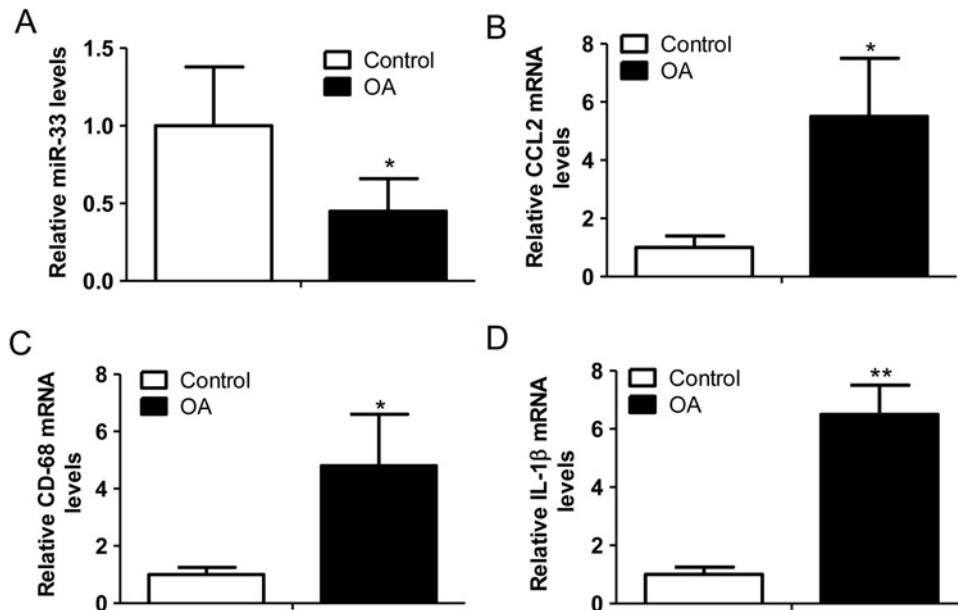 A
Relative miR-33 levels
1.5
1.0
0.5
0.0
Control
OA
*
B
Relative CCL2 mRNA
levels
8
6
4
2
0
Control
OA
*
C
Relative CD-68 mRNA
levels
8
6
4
2
0
Control
OA
*
D
Relative IL-1β mRNA
levels
8
6
4
2
0
Control
OA
**